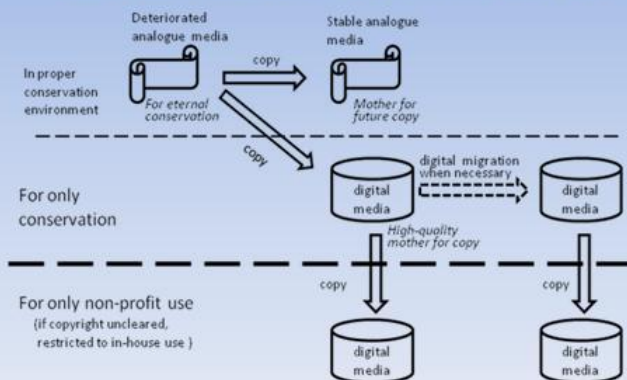 Deteriorated
analogue media
Stable analogue
media
copy
In proper
conservation
environment
For eternal
conservation
Mother for
future copy
copy
digital migration
when necessary
For only
conservation
digital
media
digital
media
High-quality
mother for copy
copy
copy
For only non-profit use
(if copyright uncleared,
restricted to in-house use )
digital
media
digital
media